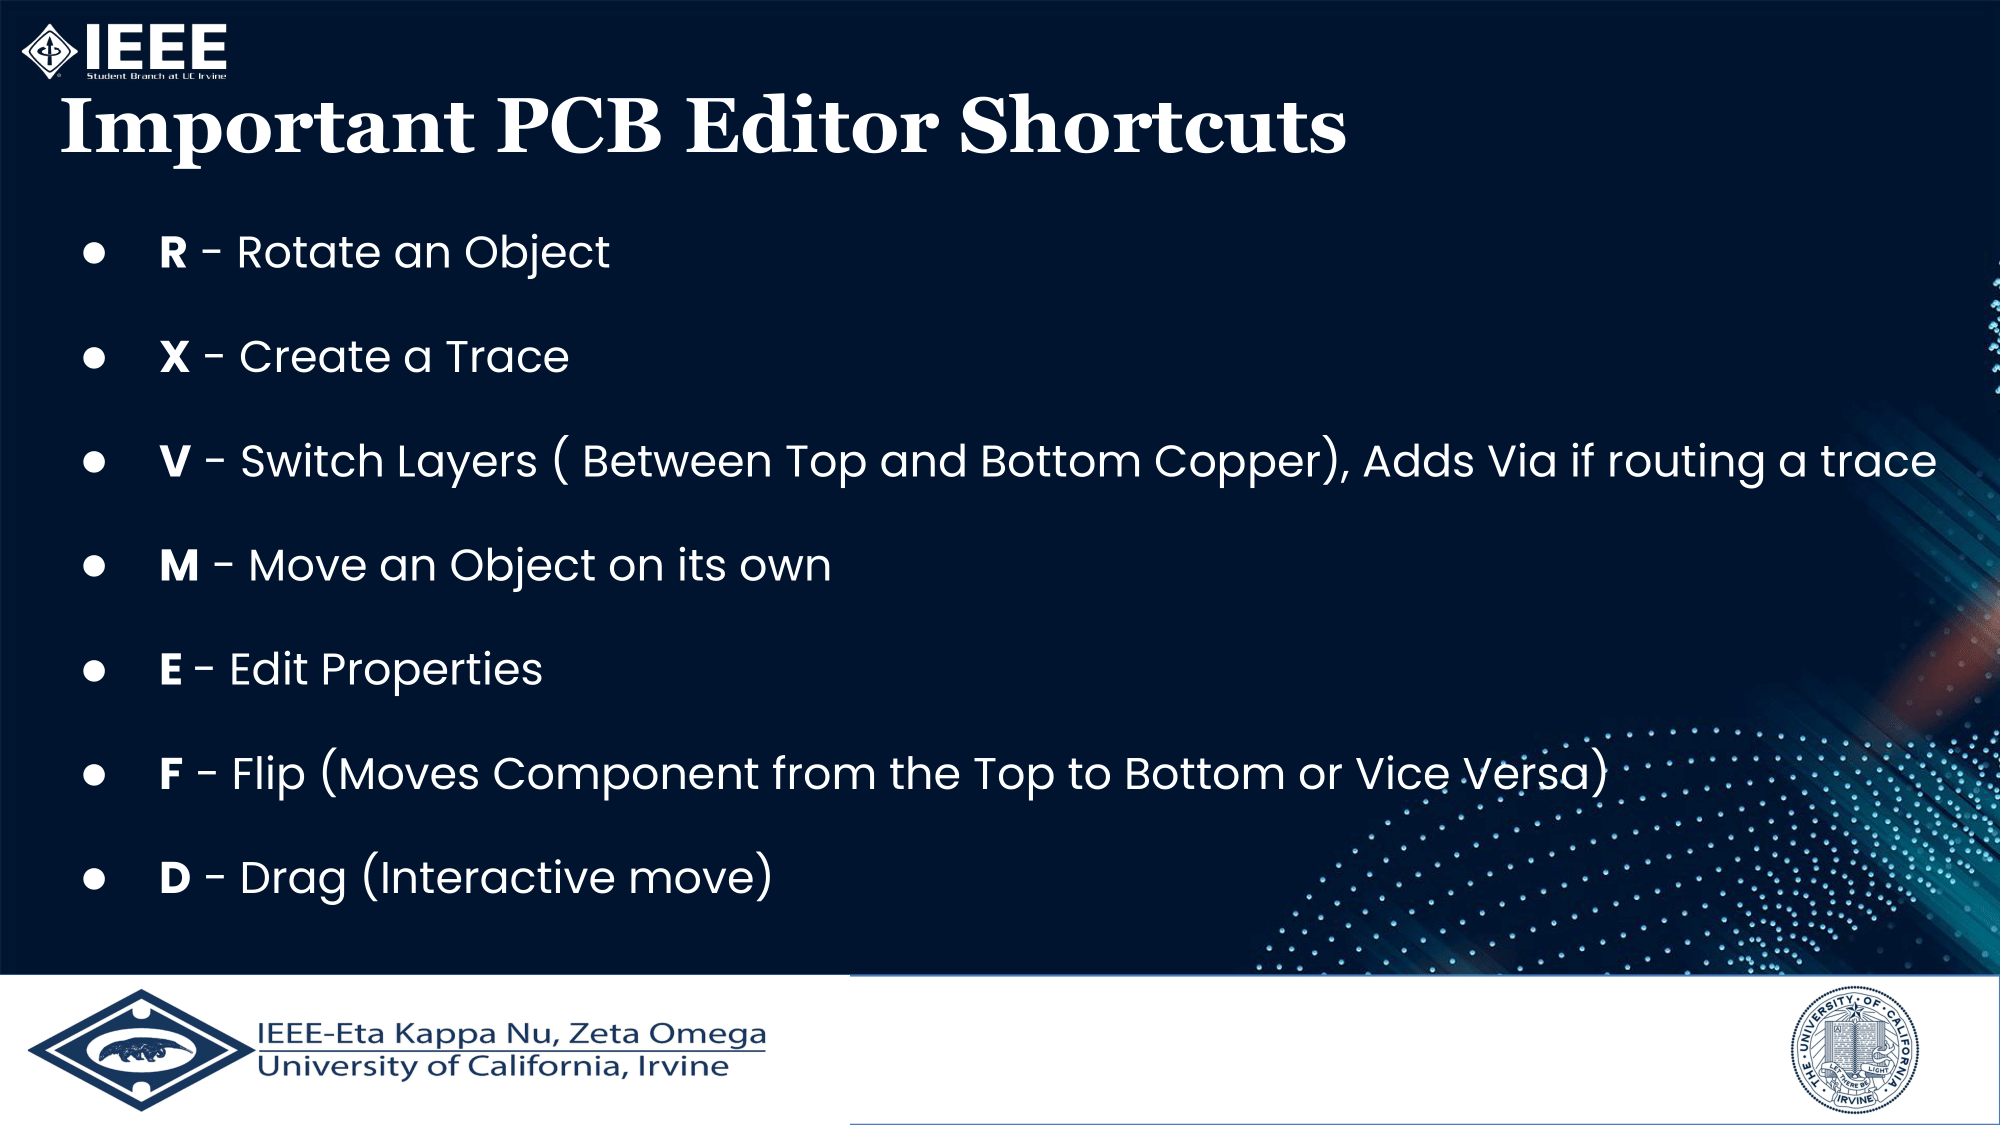 IEEE
Student Branch at UC Irvine
Important PCB Editor Shortcuts
● R - Rotate an Object
● X - Create a Trace
● V - Switch Layers ( Between Top and Bottom Copper), Adds Via if routing a trace
● M - Move an Object on its own
● E - Edit Properties
● F - Flip (Moves Component from the Top to Bottom or Vice Versa)
● D - Drag (Interactive move)
IEEE-Eta Kappa Nu, Zeta Omega
University of California, Irvine
THE · UNIVERSITY · OF · CALIFORNIA
LET THERE BE LIGHT
IRVINE